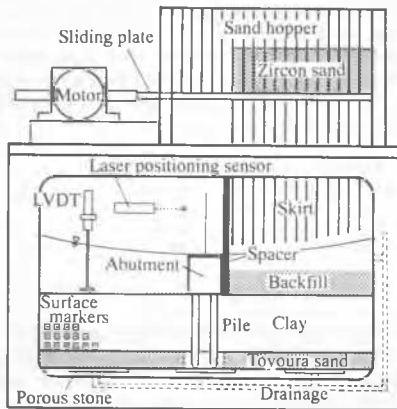 Sand hopper
Sliding plate
Zircon sand
Motor
Laser positioning sensor
LVDT
Skirt
Spacer
Abutment
Backfill
Surface
markers
Pile
Clay
Toyoura sand
Porous stone
Drainage